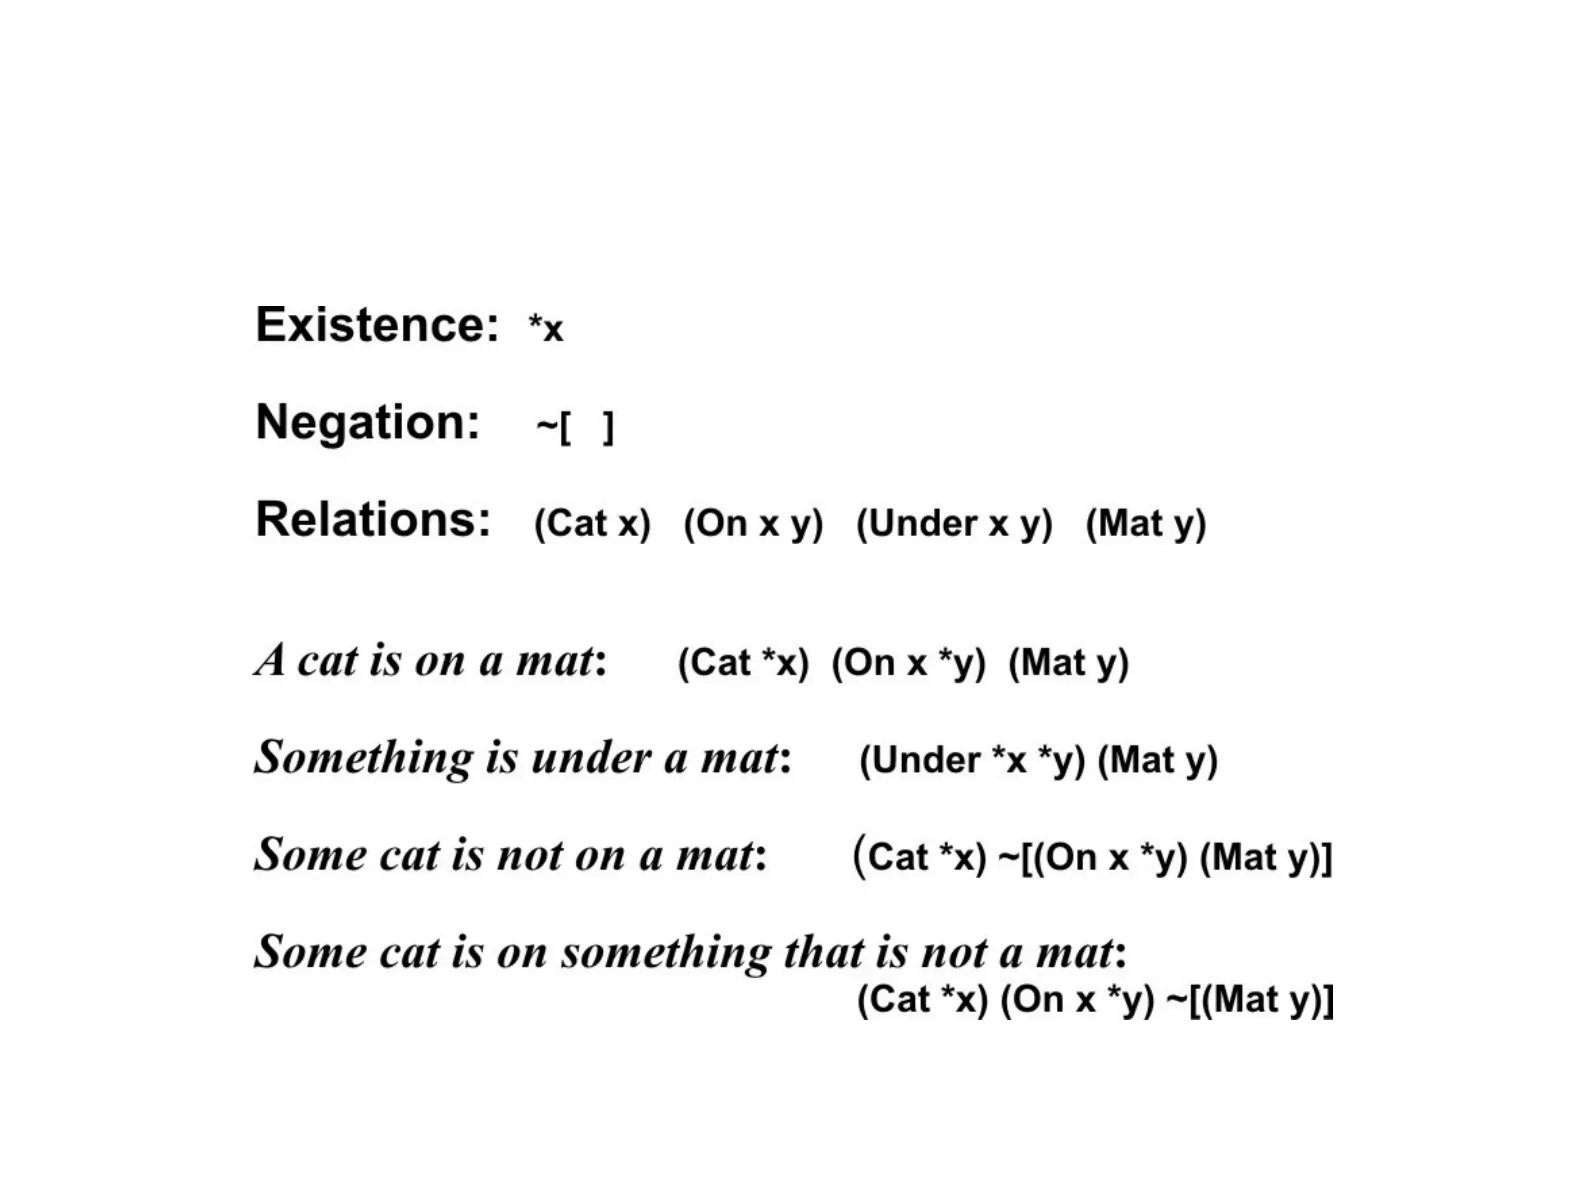 Existence: *x
Negation: ~[ ]
Relations: (Cat x) (On x y) (Under x y) (Mat y)
A cat is on a mat: (Cat *x) (On x *y) (Mat y)
Something is under a mat: (Under *x *y) (Mat y)
Some cat is not on a mat: (Cat *x) ~[(On x *y) (Mat y)]
Some cat is on something that is not a mat:
(Cat *x) (On x *y) ~[(Mat y)]